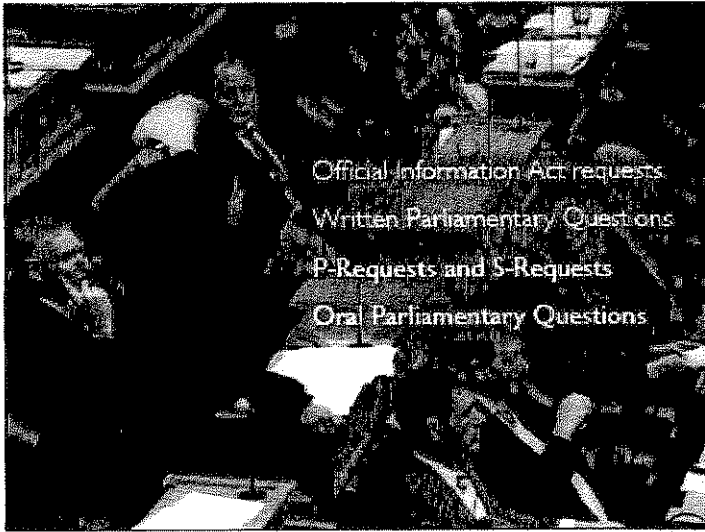 Official Information Act requests
Written Parliamentary Questions
P-Requests and S-Requests
Oral Parliamentary Questions